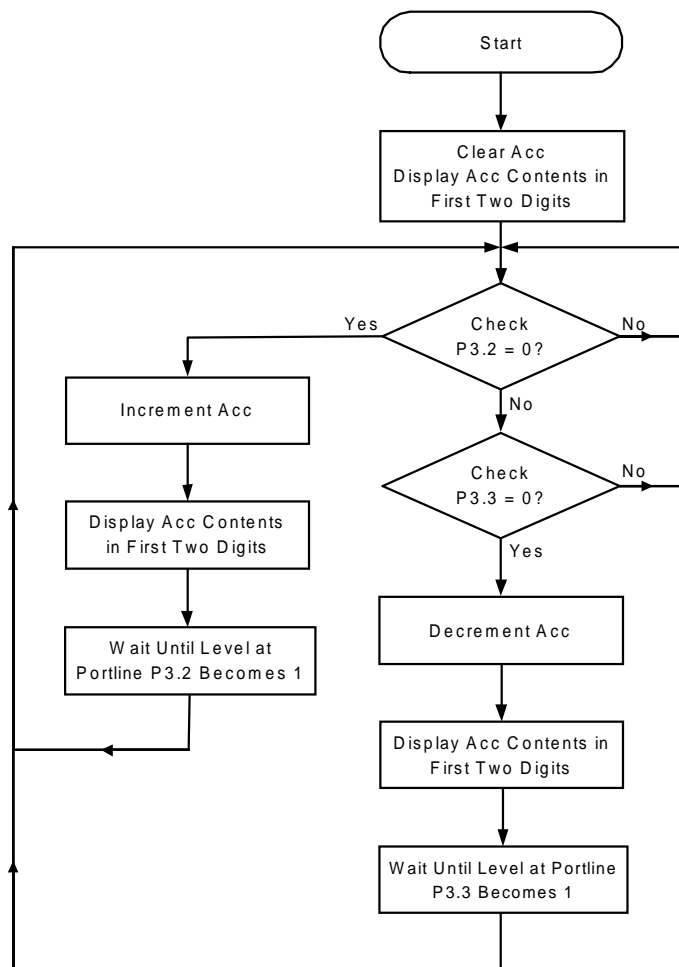 Start
Clear Acc
Display Acc Contents in
First Two Digits
Yes
Check
P3.2 = 0?
No
Increment Acc
No
Check
P3.3 = 0?
No
Display Acc Contents
in First Two Digits
Yes
Decrement Acc
Wait Until Level at
Portline P3.2 Becomes 1
Display Acc Contents in
First Two Digits
Wait Until Level at Portline
P3.3 Becomes 1